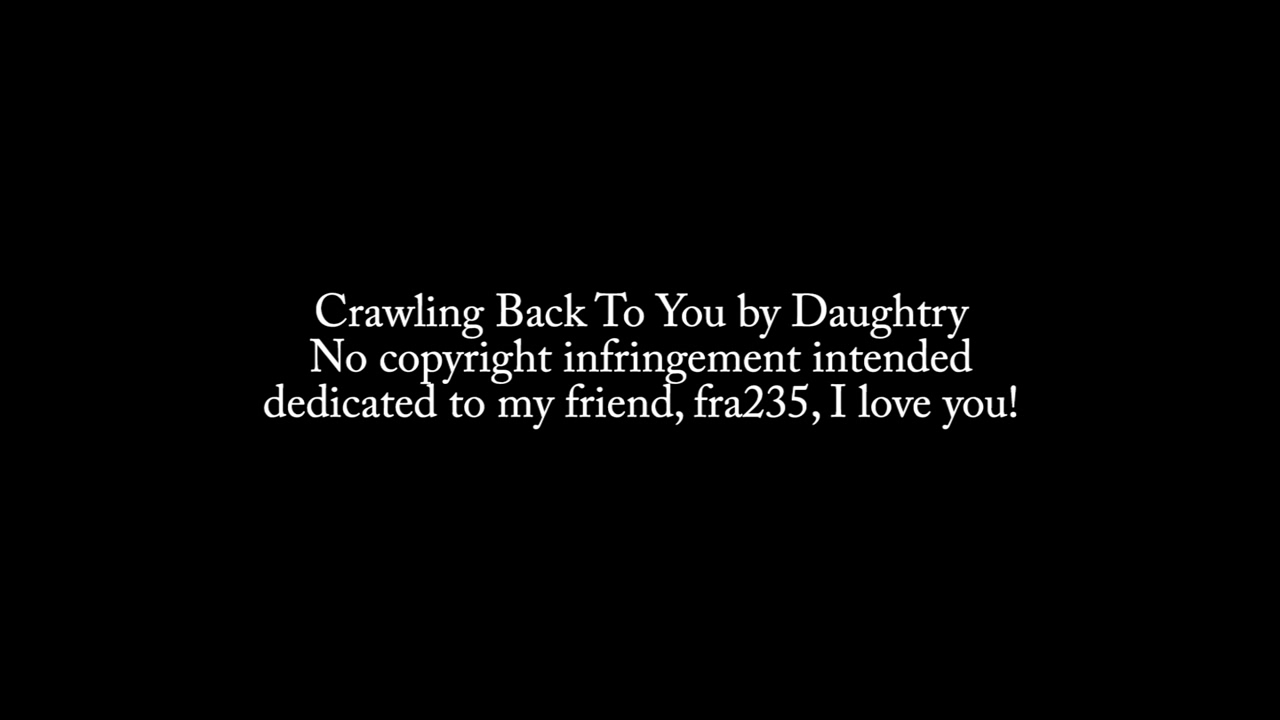 Crawling Back To You by Daughtry
No copyright infringement intended
dedicated to my friend, fra235, I love you!